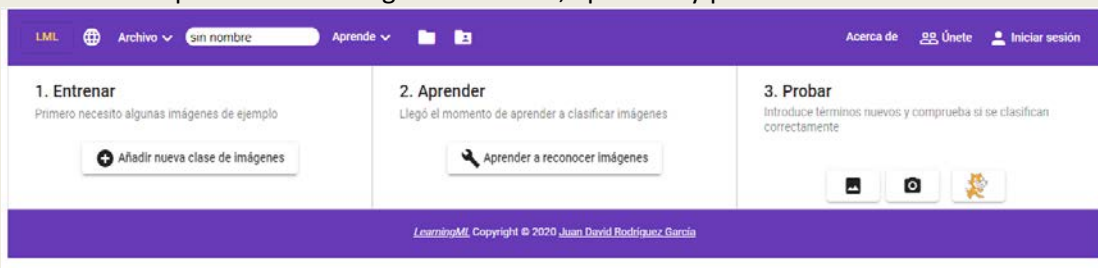 LML Archivo sin nombre Aprende Acerca de Únete Iniciar sesión
1. Entrenar
Primero necesito algunas imágenes de ejemplo
Añadir nueva clase de imágenes
2. Aprender
Llegó el momento de aprender a clasificar imágenes
Aprender a reconocer imágenes
3. Probar
Introduce términos nuevos y comprueba si se clasifican
correctamente
LearningML Copyright © 2020 Juan David Rodríguez García